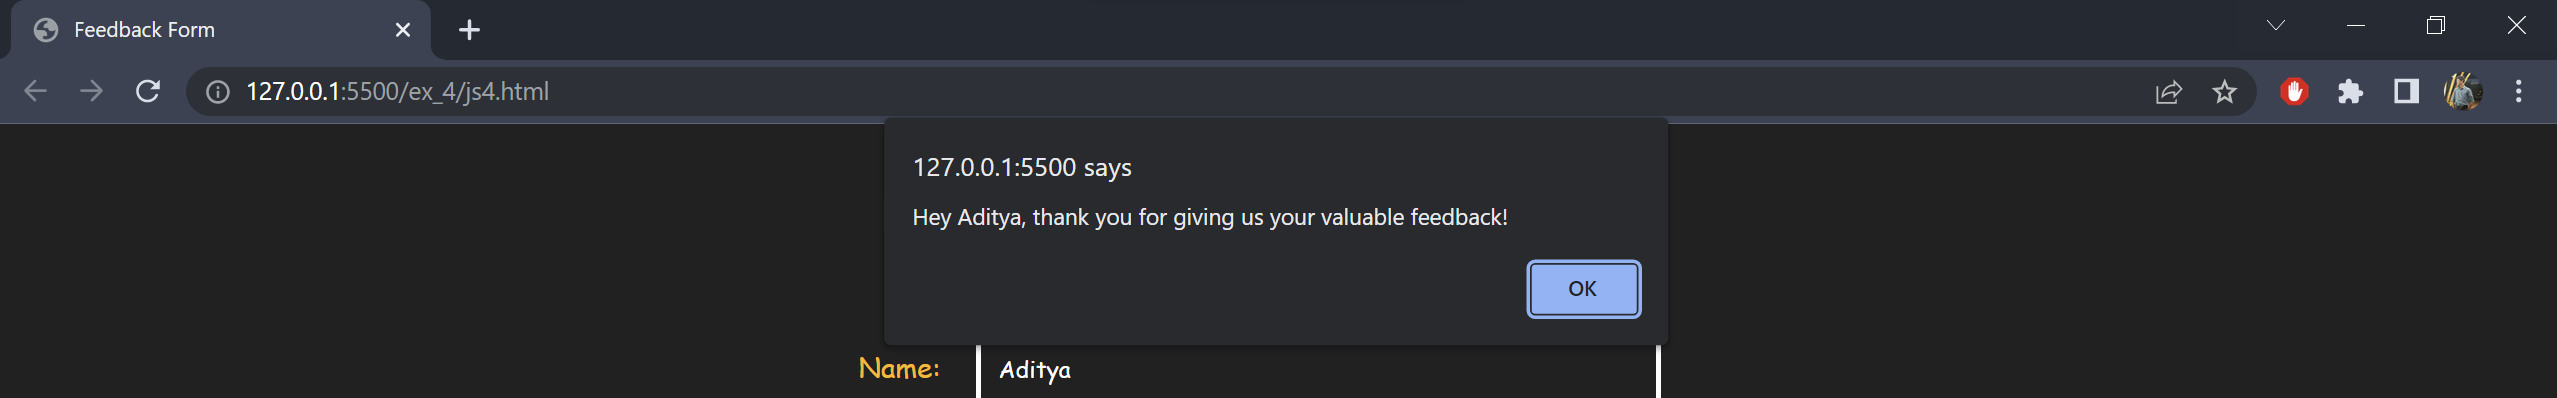 Feedback Form
127.0.0.1:5500/ex_4/js4.html
127.0.0.1:5500 says
Hey Aditya, thank you for giving us your valuable feedback!
OK
Name: Aditya